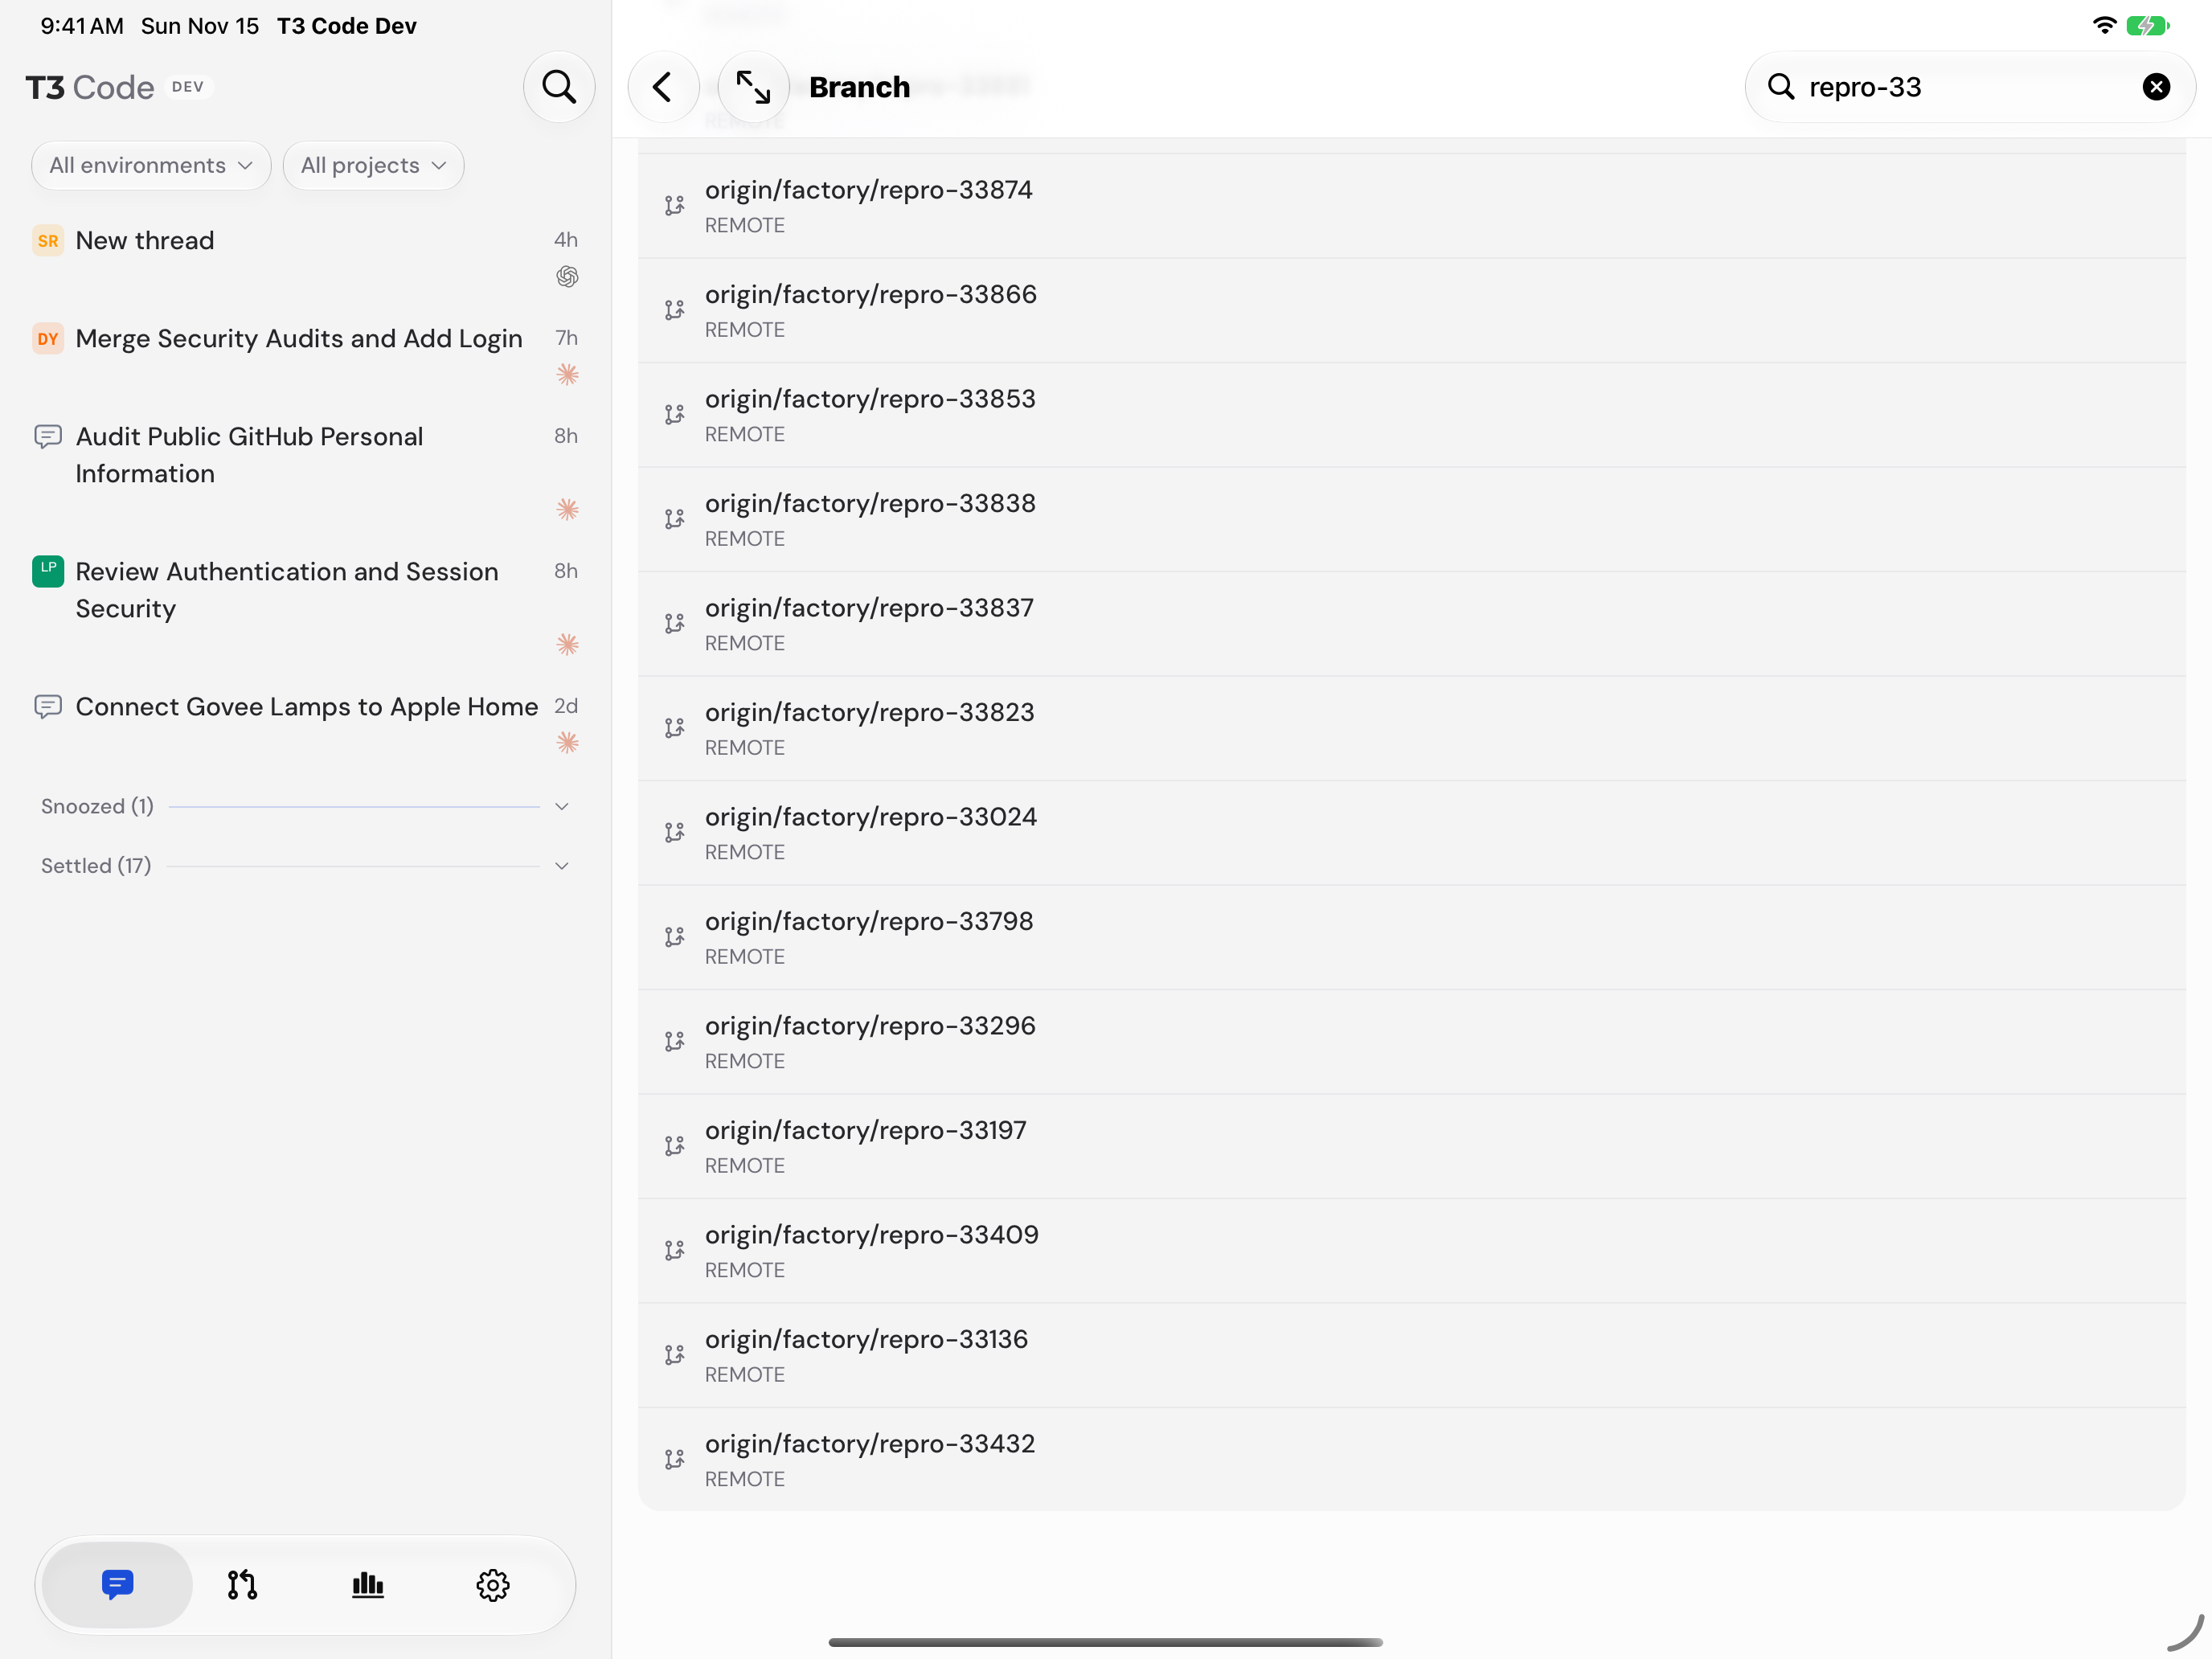 9:41 AM Sun Nov 15 T3 Code Dev
T3 Code DEV
All environments
All projects
SR New thread 4h
DY Merge Security Audits and Add Login 7h
Audit Public GitHub Personal 8h
Information
LP Review Authentication and Session 8h
Security
Connect Govee Lamps to Apple Home 2d
Snoozed (1)
Settled (17)
Branch
repro-33
origin/factory/repro-33874
REMOTE
origin/factory/repro-33866
REMOTE
origin/factory/repro-33853
REMOTE
origin/factory/repro-33838
REMOTE
origin/factory/repro-33837
REMOTE
origin/factory/repro-33823
REMOTE
origin/factory/repro-33024
REMOTE
origin/factory/repro-33798
REMOTE
origin/factory/repro-33296
REMOTE
origin/factory/repro-33197
REMOTE
origin/factory/repro-33409
REMOTE
origin/factory/repro-33136
REMOTE
origin/factory/repro-33432
REMOTE